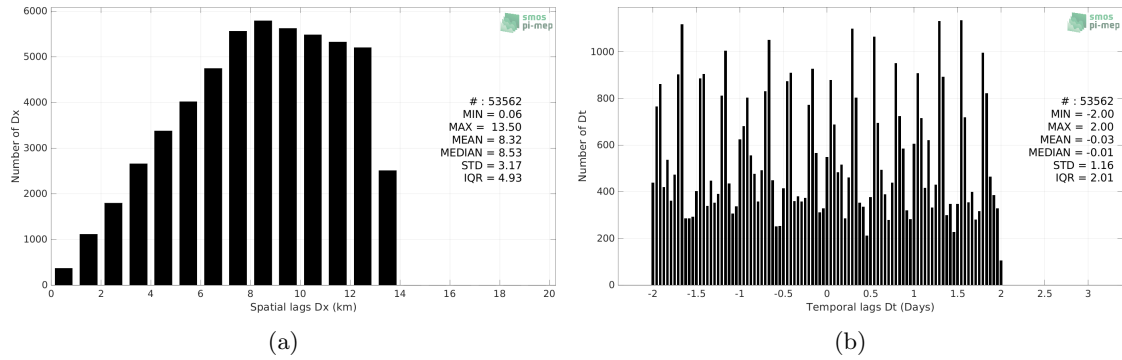 6000
5000
4000
3000
2000
1000
0
Number of Dx
0 2 4 6 8 10 12 14 16 18 20
Spatial lags Dx (km)
smos
pi-mep
# : 53562
MIN = 0.06
MAX = 13.50
MEAN = 8.32
MEDIAN = 8.53
STD = 3.17
IQR = 4.93
(a)
1000
800
600
400
200
0
Number of Dt
-2 -1.5 -1 -0.5 0 0.5 1 1.5 2 2.5 3
Temporal lags Dt (Days)
smos
pi-mep
# : 53562
MIN = -2.00
MAX = 2.00
MEAN = -0.03
MEDIAN = -0.01
STD = 1.16
IQR = 2.01
(b)